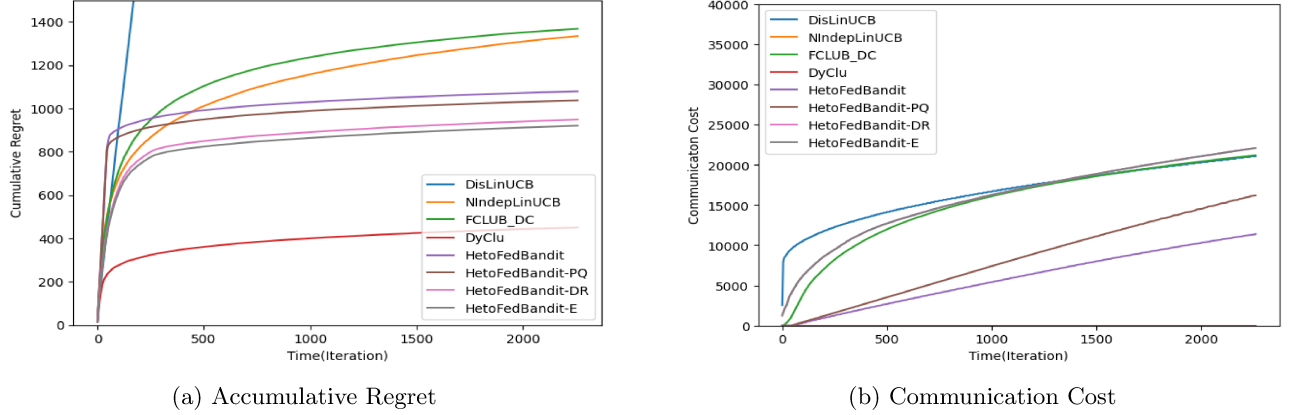 1400
1200
1000
800
600
400
200
0
Cumulative Regret
DisLinUCB
NIndepLinUCB
FCLUB_DC
DyClu
HetoFedBandit
HetoFedBandit-PQ
HetoFedBandit-DR
HetoFedBandit-E
0 500 1000 1500 2000
Time(Iteration)
(a) Accumulative Regret
40000
35000
30000
25000
20000
15000
10000
5000
0
Communicaton Cost
DisLinUCB
NIndepLinUCB
FCLUB_DC
DyClu
HetoFedBandit
HetoFedBandit-PQ
HetoFedBandit-DR
HetoFedBandit-E
0 500 1000 1500 2000
Time(Iteration)
(b) Communication Cost